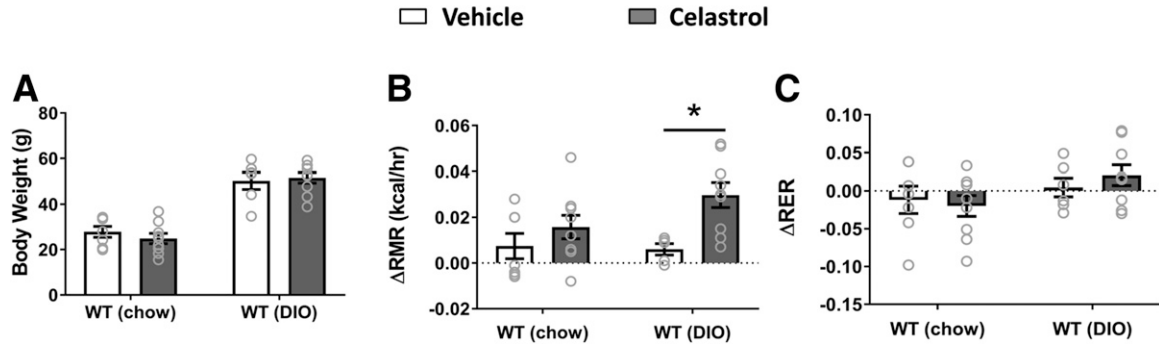 Vehicle Celastrol
A
Body Weight (g)
80
60
40
20
0
WT (chow) WT (DIO)
B
*
ΔRMR (kcal/hr)
0.06
0.04
0.02
0.00
-0.02
WT (chow) WT (DIO)
C
ΔRER
0.10
0.05
0.00
-0.05
-0.10
-0.15
WT (chow) WT (DIO)